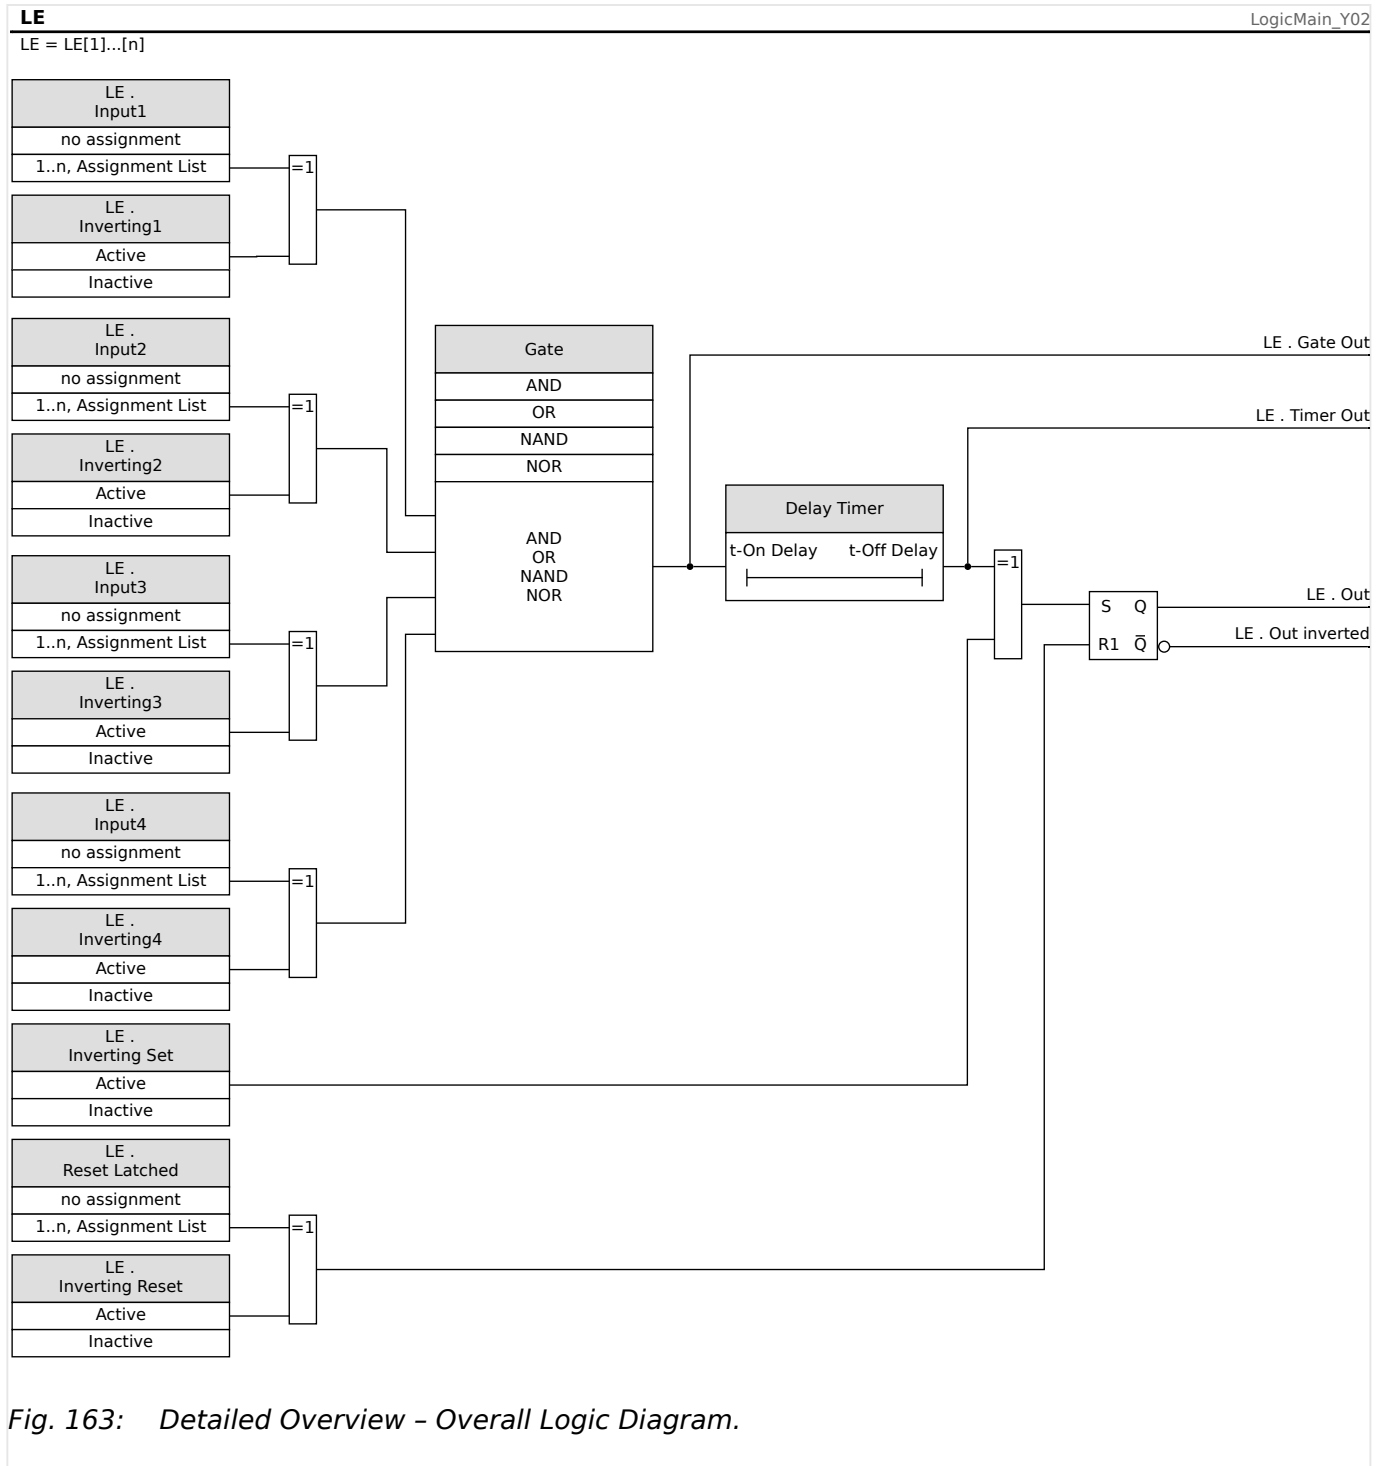 LE
LogicMain_Y02
LE = LE[1]...[n]
LE .
Input1
no assignment
1..n, Assignment List
=1
LE .
Inverting1
Active
Inactive
LE .
Input2
no assignment
1..n, Assignment List
=1
LE .
Inverting2
Active
Inactive
LE .
Input3
no assignment
1..n, Assignment List
=1
LE .
Inverting3
Active
Inactive
LE .
Input4
no assignment
1..n, Assignment List
=1
LE .
Inverting4
Active
Inactive
LE .
Inverting Set
Active
Inactive
LE .
Reset Latched
no assignment
1..n, Assignment List
=1
LE .
Inverting Reset
Active
Inactive
Gate
AND
OR
NAND
NOR
AND
OR
NAND
NOR
Delay Timer
t-On Delay t-Off Delay
=1
S Q
R1 Q̅
LE . Gate Out
LE . Timer Out
LE . Out
LE . Out inverted
Fig. 163: Detailed Overview – Overall Logic Diagram.